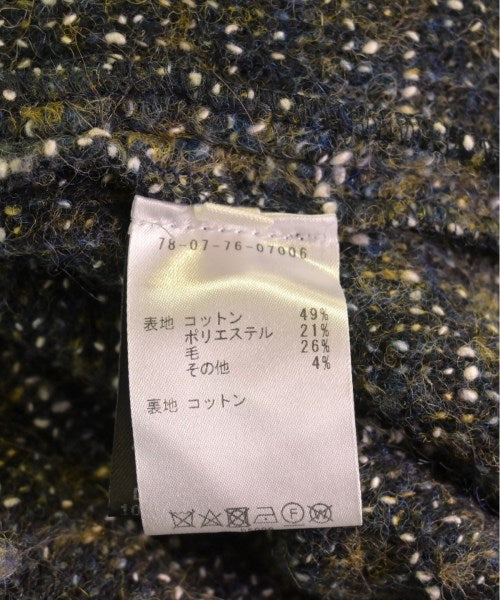 78-07-76-07006
表地 コットン 49%
ポリエステル 21%
毛 26%
その他 4%
裏地 コットン